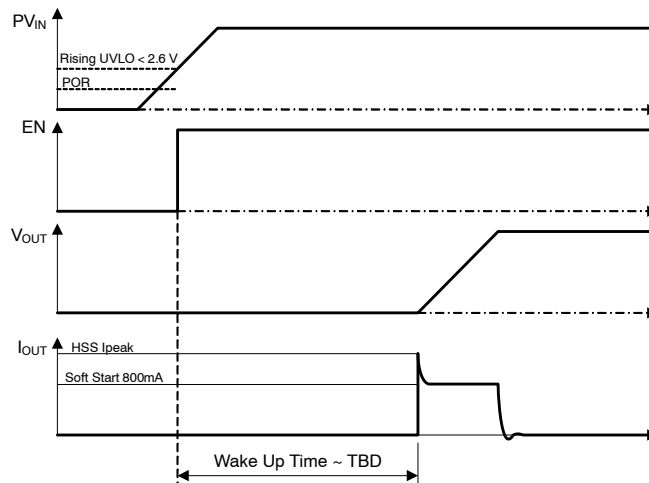 PVIN
Rising UVLO < 2.6 V
POR
EN
VOUT
IOUT
HSS Ipeak
Soft Start 800mA
Wake Up Time ~ TBD